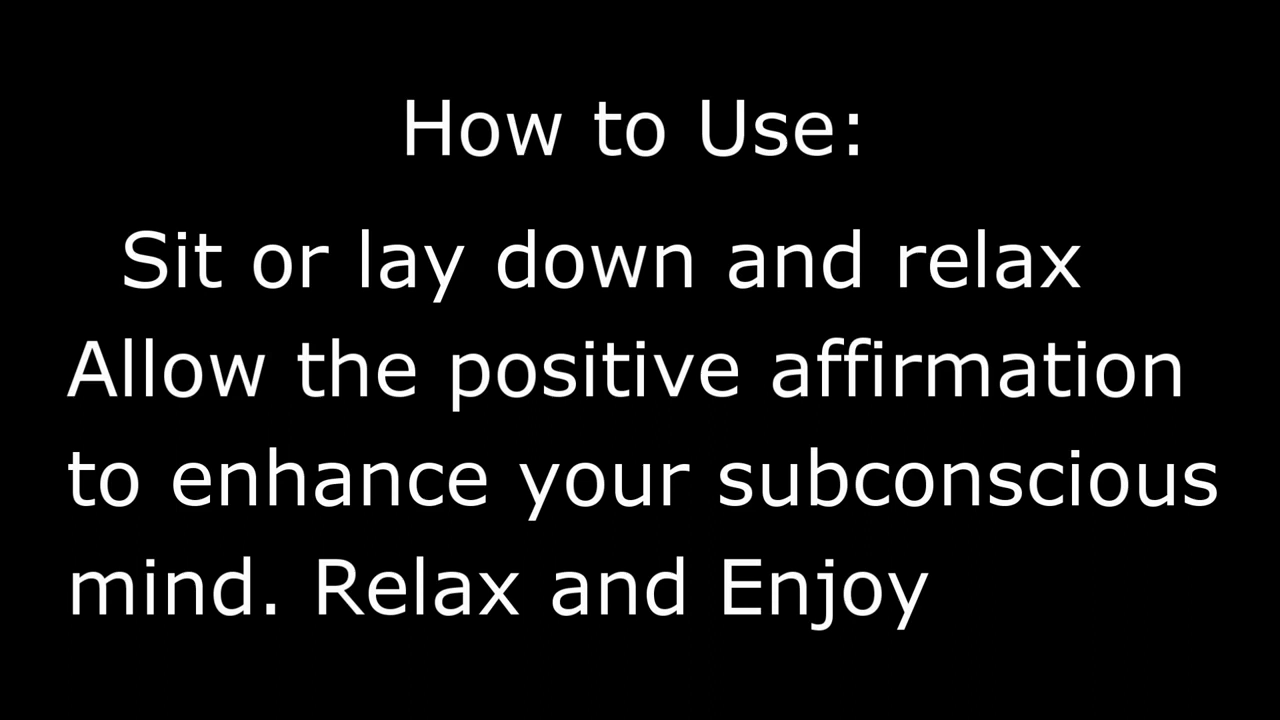 How to Use:
Sit or lay down and relax
Allow the positive affirmation
to enhance your subconscious
mind. Relax and Enjoy